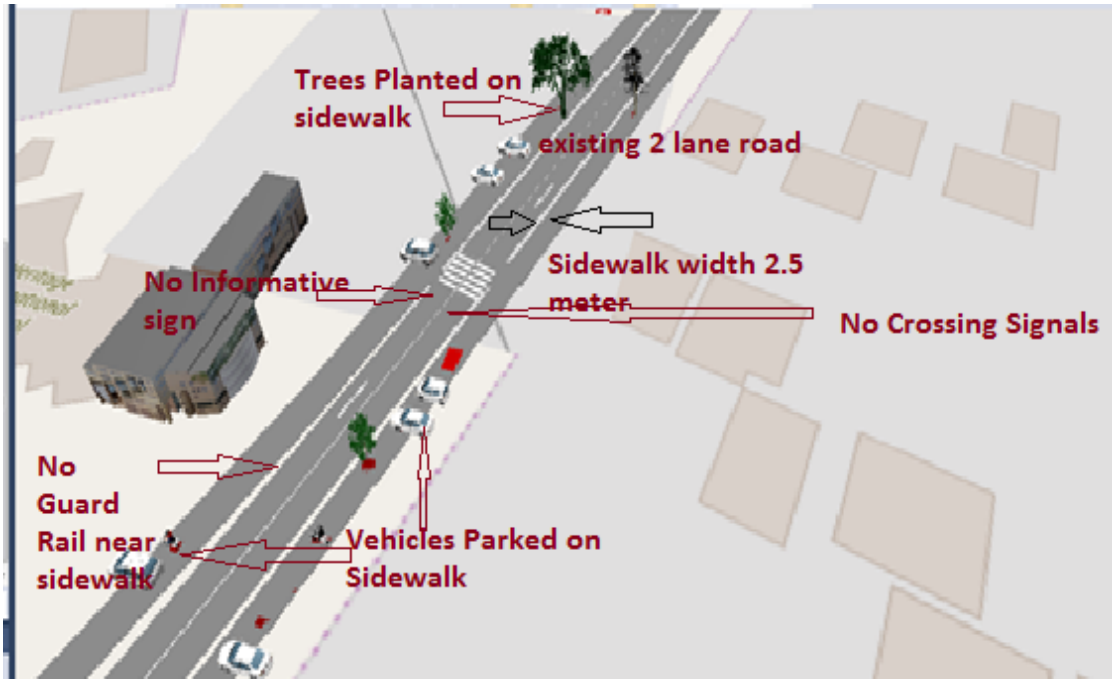 Trees Planted on
sidewalk
existing 2 lane road
Sidewalk width 2.5
meter
No Informative
sign
No Crossing Signals
No
Guard
Rail near
sidewalk
Vehicles Parked on
Sidewalk